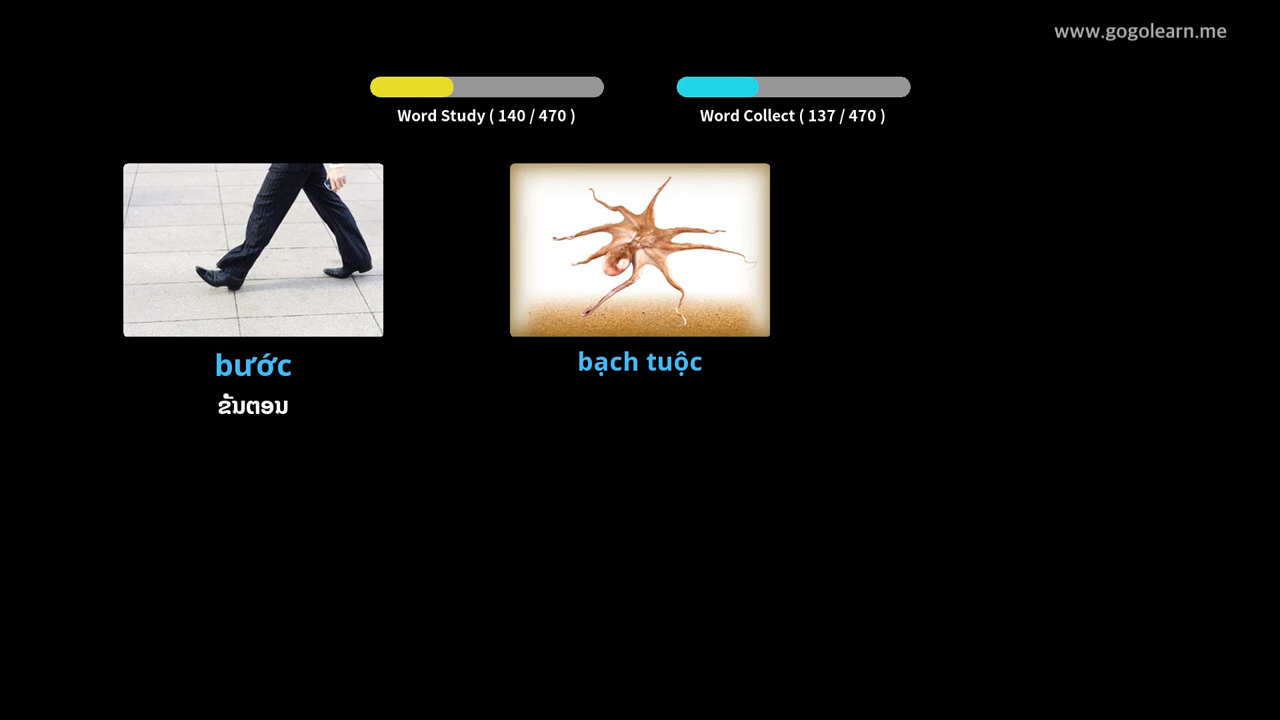 www.gogolearn.me
Word Study ( 140 / 470 )
Word Collect ( 137 / 470 )
bước
ຂັ້ນຕອນ
bạch tuộc